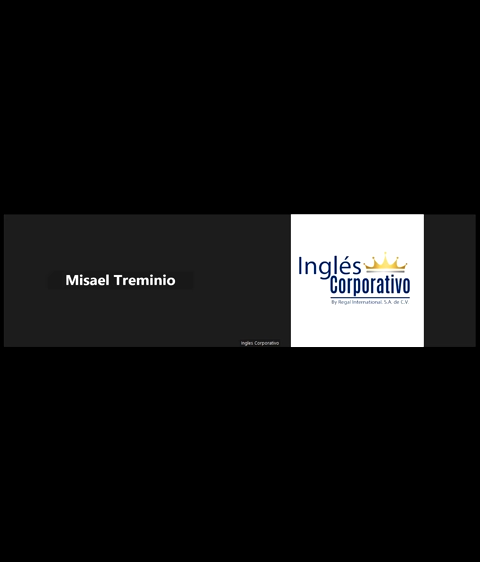 Misael Treminio
Inglés
Corporativo
By Regal International, S.A. de C.V.
Ingles Corporativo